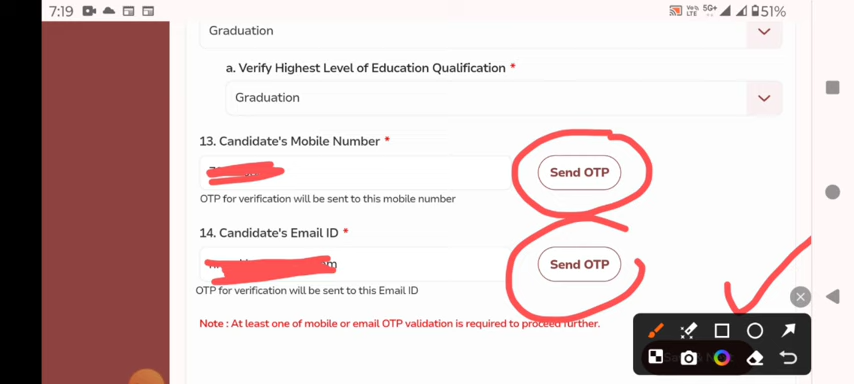 7:19
Vo) LTE 5G+ 51%
Graduation
a. Verify Highest Level of Education Qualification *
Graduation
13. Candidate's Mobile Number *
Send OTP
OTP for verification will be sent to this mobile number
14. Candidate's Email ID *
Send OTP
OTP for verification will be sent to this Email ID
Note : At least one of mobile or email OTP validation is required to proceed further.